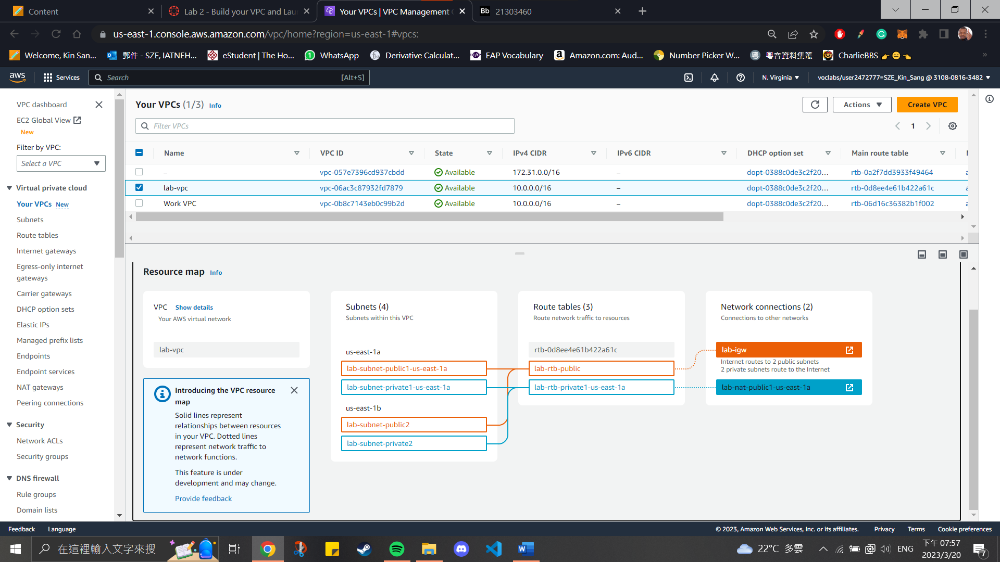 Content
Lab 2 - Build your VPC and Lau
Your VPCs | VPC Management
Bb 21303460
us-east-1.console.aws.amazon.com/vpc/home?region=us-east-1#vpcs:
Welcome, Kin San...
郵件 - SZE, IATNEH...
eStudent | The Ho...
WhatsApp
Derivative Calculat...
EAP Vocabulary
Amazon.com: Aud...
Number Picker W...
粵音資料集叢
CharlieBBS 👉😑👈
aws
Services
Search
[Alt+S]
N. Virginia
voclabs/user2472777=SZE_Kin_Sang @ 3108-0816-3482
VPC dashboard
EC2 Global View
New
Filter by VPC:
Select a VPC
Virtual private cloud
Your VPCs New
Subnets
Route tables
Internet gateways
Egress-only internet
gateways
Carrier gateways
DHCP option sets
Elastic IPs
Managed prefix lists
Endpoints
Endpoint services
NAT gateways
Peering connections
Security
Network ACLs
Security groups
DNS firewall
Rule groups
Domain lists
Your VPCs (1/3) Info
Actions
Create VPC
Filter VPCs
1
Name VPC ID State IPv4 CIDR IPv6 CIDR DHCP option set Main route table
– vpc-057e7396cd937cbdd Available 172.31.0.0/16 – dopt-0388c0de3c2f20... rtb-0a2f7dd3933f49464
lab-vpc vpc-06ac3c87932fd7879 Available 10.0.0.0/16 – dopt-0388c0de3c2f20... rtb-0d8ee4e61b422a61c
Work VPC vpc-0b8c7143eb0c99b2d Available 10.0.0.0/16 – dopt-0388c0de3c2f20... rtb-06d16c36382b1f002
Resource map Info
VPC Show details
Your AWS virtual network
lab-vpc
Introducing the VPC resource
map
Solid lines represent
relationships between resources
in your VPC. Dotted lines
represent network traffic to
network functions.
This feature is under
development and may change.
Provide feedback
Subnets (4)
Subnets within this VPC
us-east-1a
lab-subnet-public1-us-east-1a
lab-subnet-private1-us-east-1a
us-east-1b
lab-subnet-public2
lab-subnet-private2
Route tables (3)
Route network traffic to resources
rtb-0d8ee4e61b422a61c
lab-rtb-public
lab-rtb-private1-us-east-1a
Network connections (2)
Connections to other networks
lab-igw
Internet routes to 2 public subnets
2 private subnets route to the Internet
lab-nat-public1-us-east-1a
Feedback
Language
© 2023, Amazon Web Services, Inc. or its affiliates.
Privacy
Terms
Cookie preferences
在這裡輸入文字來搜
22°C 多雲
ENG
下午 07:57
2023/3/20
7